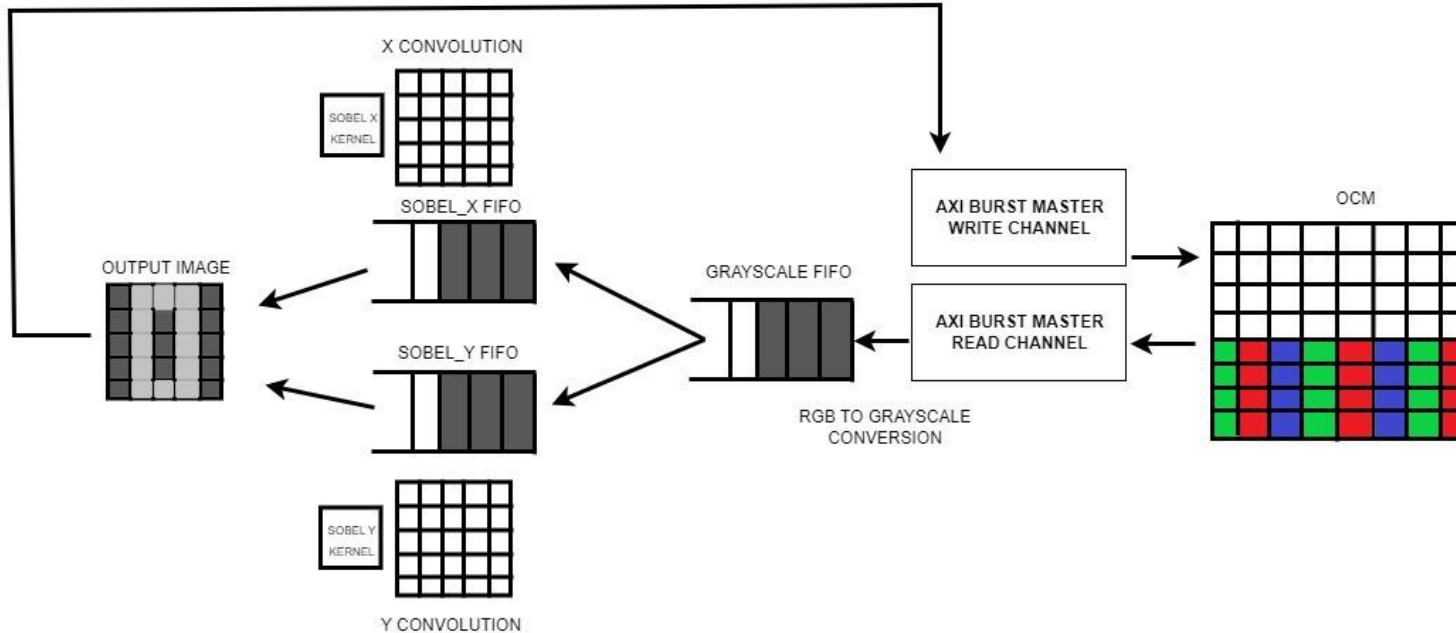 X CONVOLUTION
SOBEL X
KERNEL
SOBEL_X FIFO
OUTPUT IMAGE
SOBEL_Y FIFO
SOBEL Y
KERNEL
Y CONVOLUTION
GRAYSCALE FIFO
RGB TO GRAYSCALE
CONVERSION
AXI BURST MASTER
WRITE CHANNEL
AXI BURST MASTER
READ CHANNEL
OCM